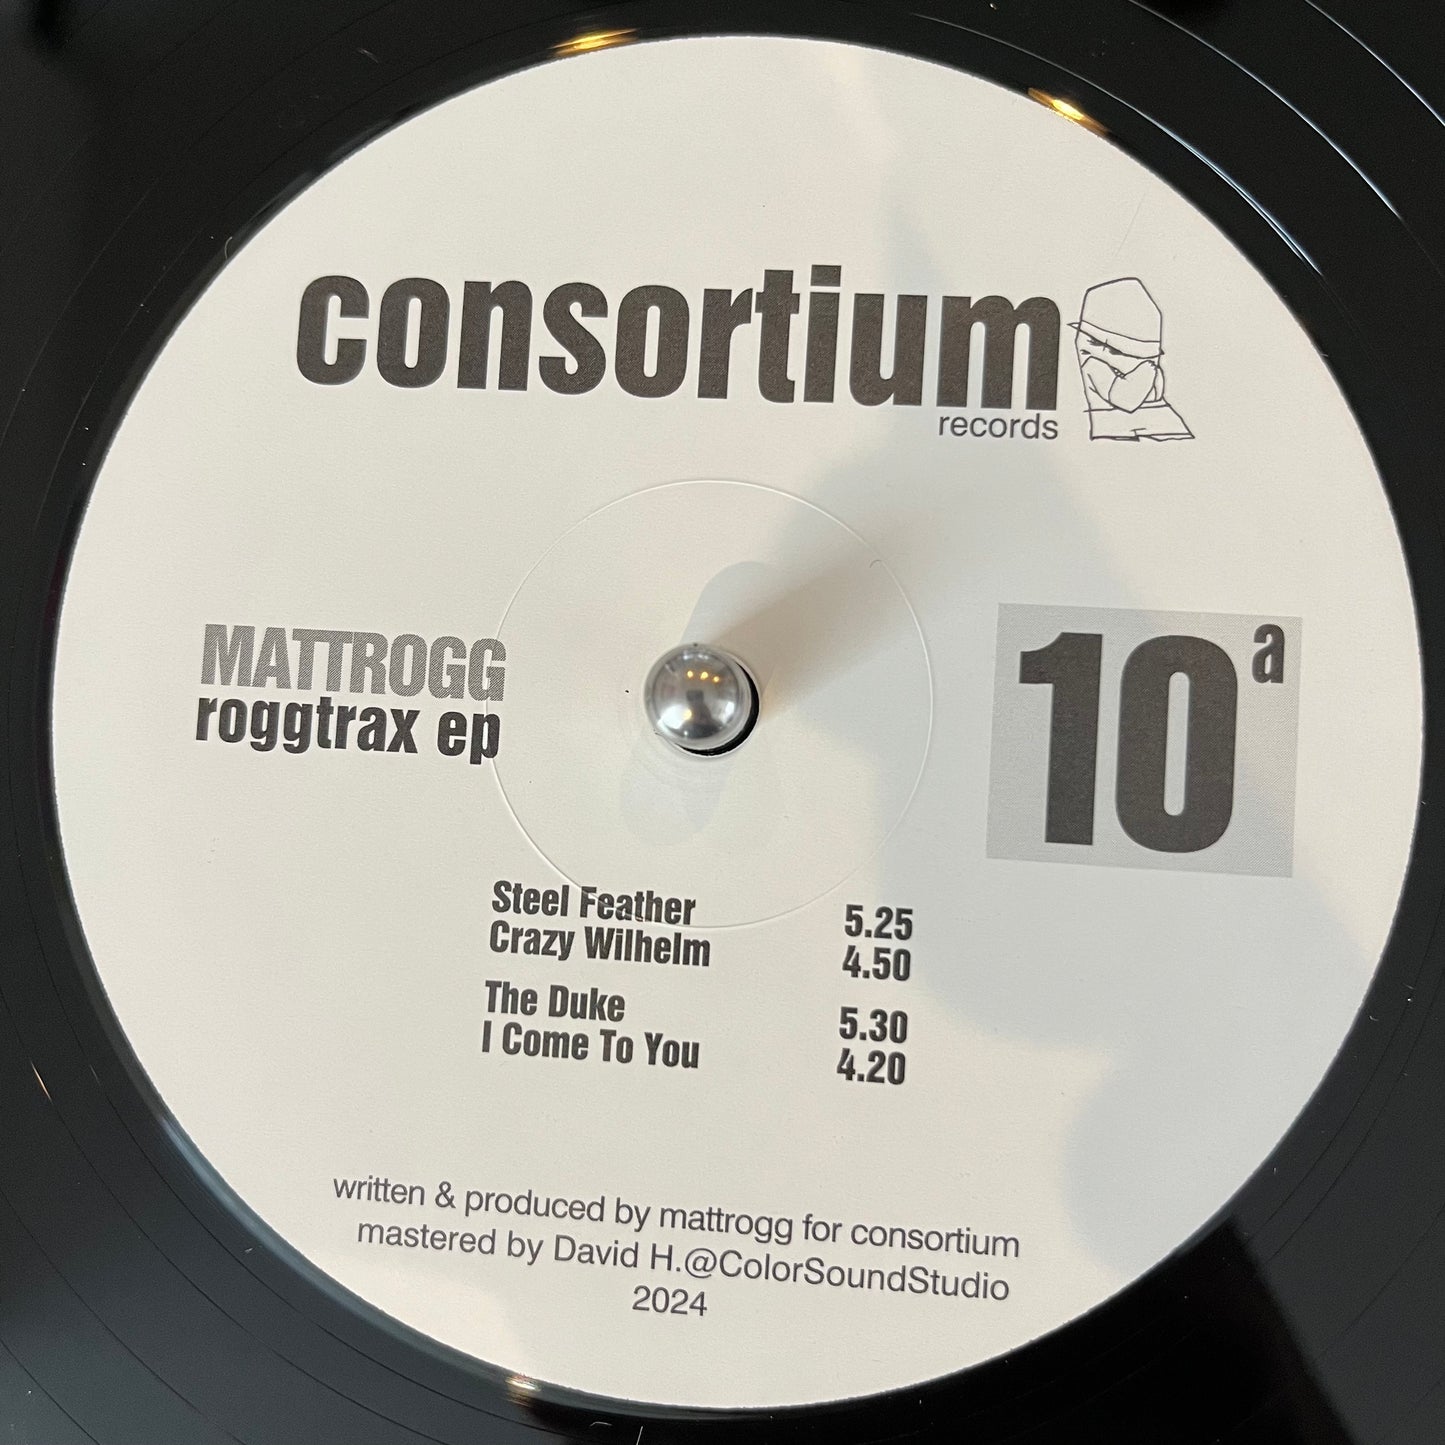 consortium
records
MATTROGG
roggtrax ep
10a
Steel Feather 5.25
Crazy Wilhelm 4.50
The Duke 5.30
I Come To You 4.20
written & produced by mattrogg for consortium
mastered by David H.@ColorSoundStudio
2024